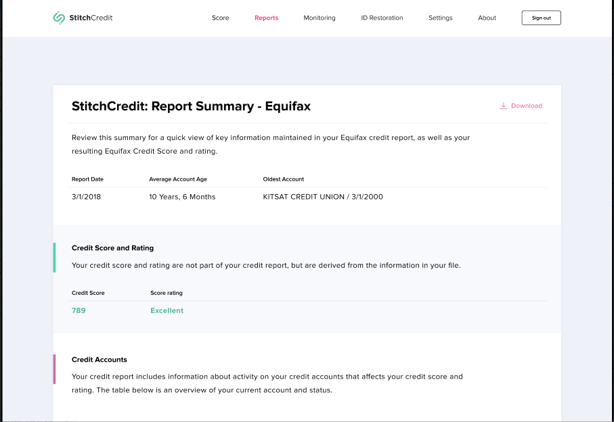 StitchCredit
Score Reports Monitoring ID Restoration Settings About Sign out
StitchCredit: Report Summary - Equifax
Download
Review this summary for a quick view of key information maintained in your Equifax credit report, as well as your
resulting Equifax Credit Score and rating.
Report Date Average Account Age Oldest Account
3/1/2018 10 Years, 6 Months KITSAT CREDIT UNION / 3/1/2000
Credit Score and Rating
Your credit score and rating are not part of your credit report, but are derived from the information in your file.
Credit Score Score rating
789 Excellent
Credit Accounts
Your credit report includes information about activity on your credit accounts that affects your credit score and
rating. The table below is an overview of your current account and status.